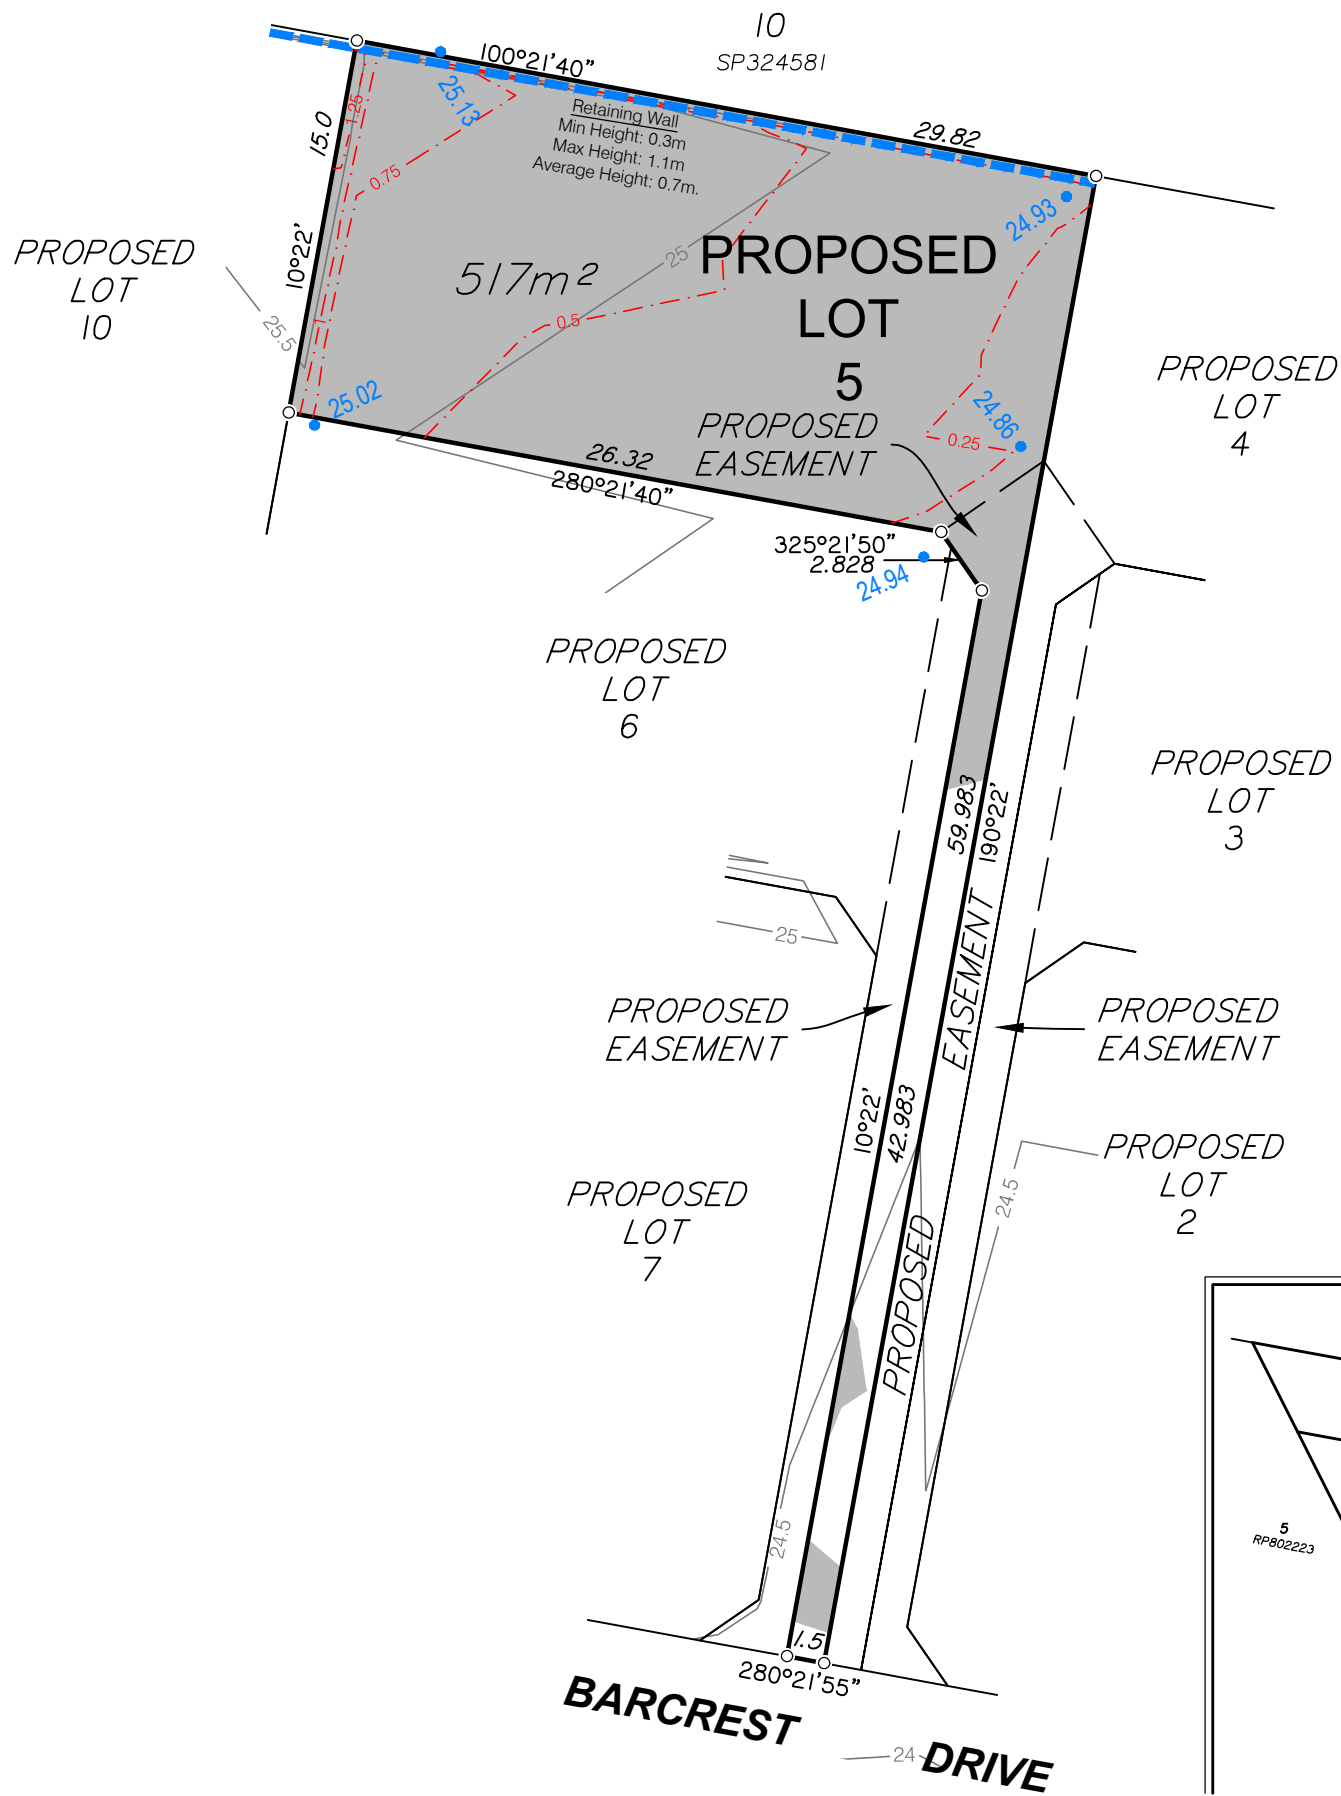 10
SP324581
100°21'40"
29.82
25.13
Retaining Wall
Min Height: 0.3m
Max Height: 1.1m
Average Height: 0.7m.
1.25
15.0
0.75
10°22'
24.93
PROPOSED
LOT
10
517m²
25
PROPOSED
LOT
5
25.5
1
0.5
PROPOSED
LOT
4
25.02
24.86
PROPOSED
EASEMENT
0.25
26.32
280°21'40"
325°21'50"
2.828
24.94
PROPOSED
LOT
6
PROPOSED
LOT
3
59.983
190°22'
25
PROPOSED
EASEMENT
PROPOSED EASEMENT
PROPOSED
EASEMENT
10°22'
42.983
PROPOSED
LOT
7
PROPOSED
LOT
2
24.5
24.5
5
RP802223
1.5
280°21'55"
BARCREST DRIVE
24